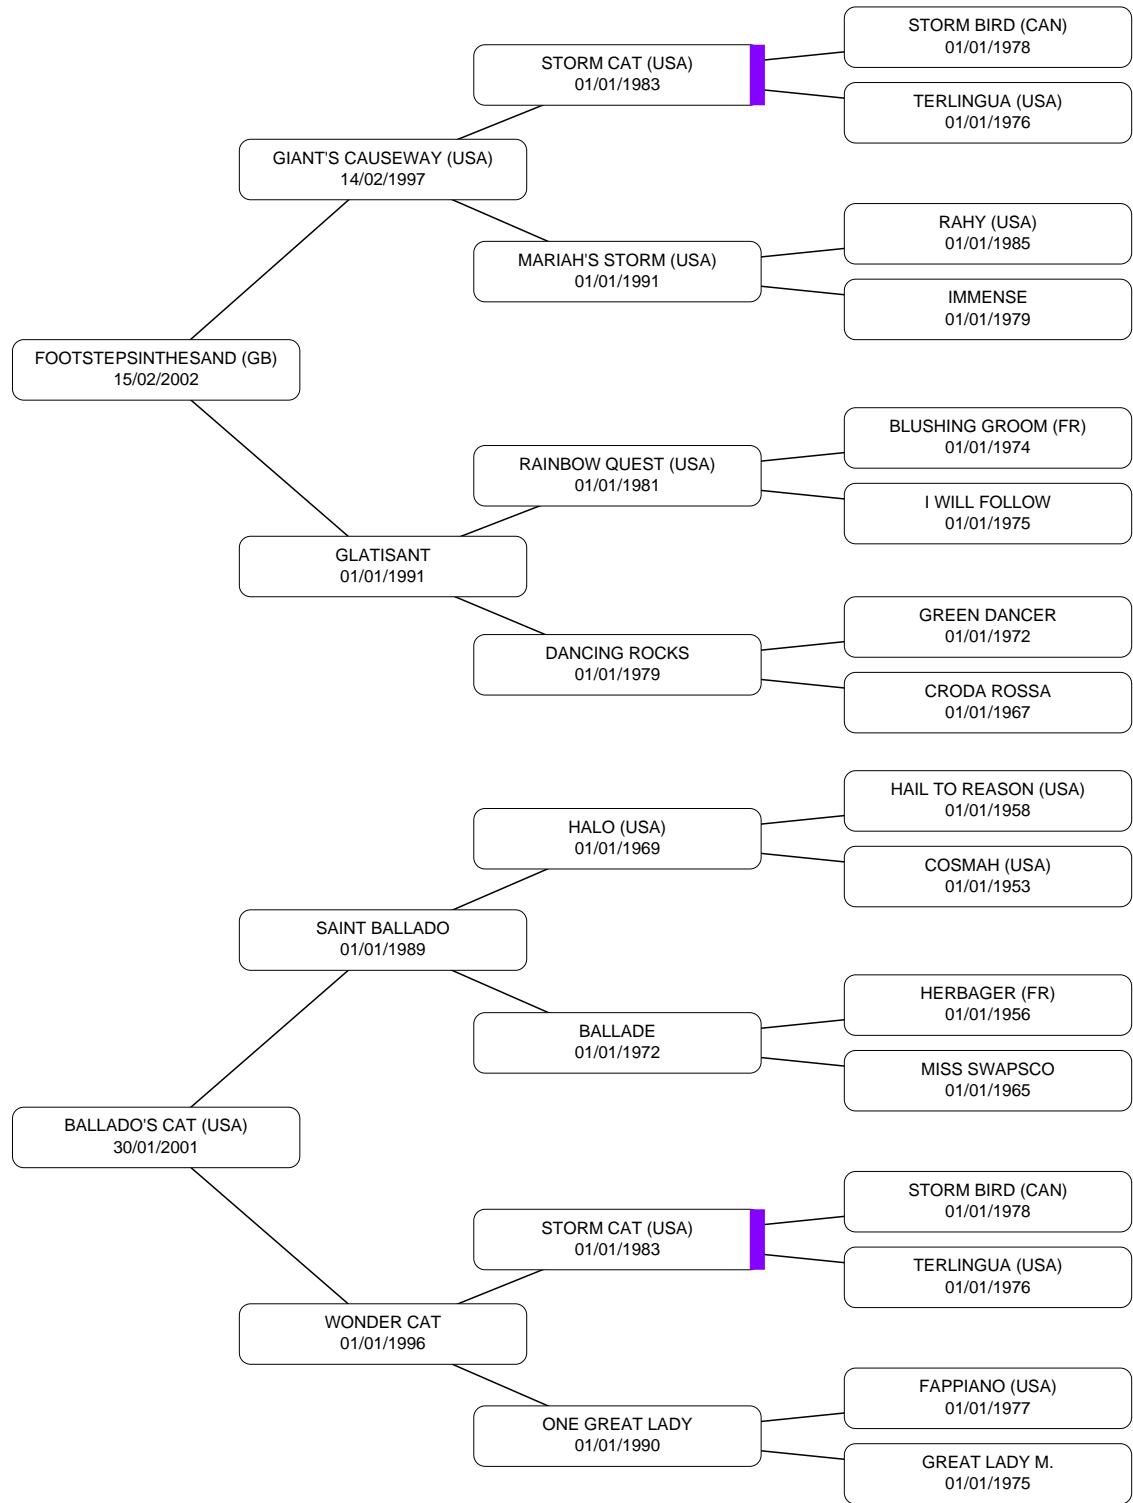 STORM BIRD (CAN)
01/01/1978
STORM CAT (USA)
01/01/1983
TERLINGUA (USA)
01/01/1976
GIANT'S CAUSEWAY (USA)
14/02/1997
RAHY (USA)
01/01/1985
MARIAH'S STORM (USA)
01/01/1991
IMMENSE
01/01/1979
FOOTSTEPSINTHESAND (GB)
15/02/2002
BLUSHING GROOM (FR)
01/01/1974
RAINBOW QUEST (USA)
01/01/1981
I WILL FOLLOW
01/01/1975
GLATISANT
01/01/1991
GREEN DANCER
01/01/1972
DANCING ROCKS
01/01/1979
CRODA ROSSA
01/01/1967
HAIL TO REASON (USA)
01/01/1958
HALO (USA)
01/01/1969
COSMAH (USA)
01/01/1953
SAINT BALLADO
01/01/1989
HERBAGER (FR)
01/01/1956
BALLADE
01/01/1972
MISS SWAPSCO
01/01/1965
BALLADO'S CAT (USA)
30/01/2001
STORM BIRD (CAN)
01/01/1978
STORM CAT (USA)
01/01/1983
TERLINGUA (USA)
01/01/1976
WONDER CAT
01/01/1996
FAPPIANO (USA)
01/01/1977
ONE GREAT LADY
01/01/1990
GREAT LADY M.
01/01/1975